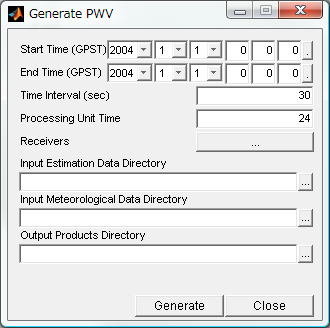 Generate PWV
Start Time (GPST) 2004 1 1 0 0 0 .
End Time (GPST) 2004 1 1 0 0 0 .
Time Interval (sec) 30
Processing Unit Time 24
Receivers ...
Input Estimation Data Directory
...
Input Meteorological Data Directory
...
Output Products Directory
...
Generate Close